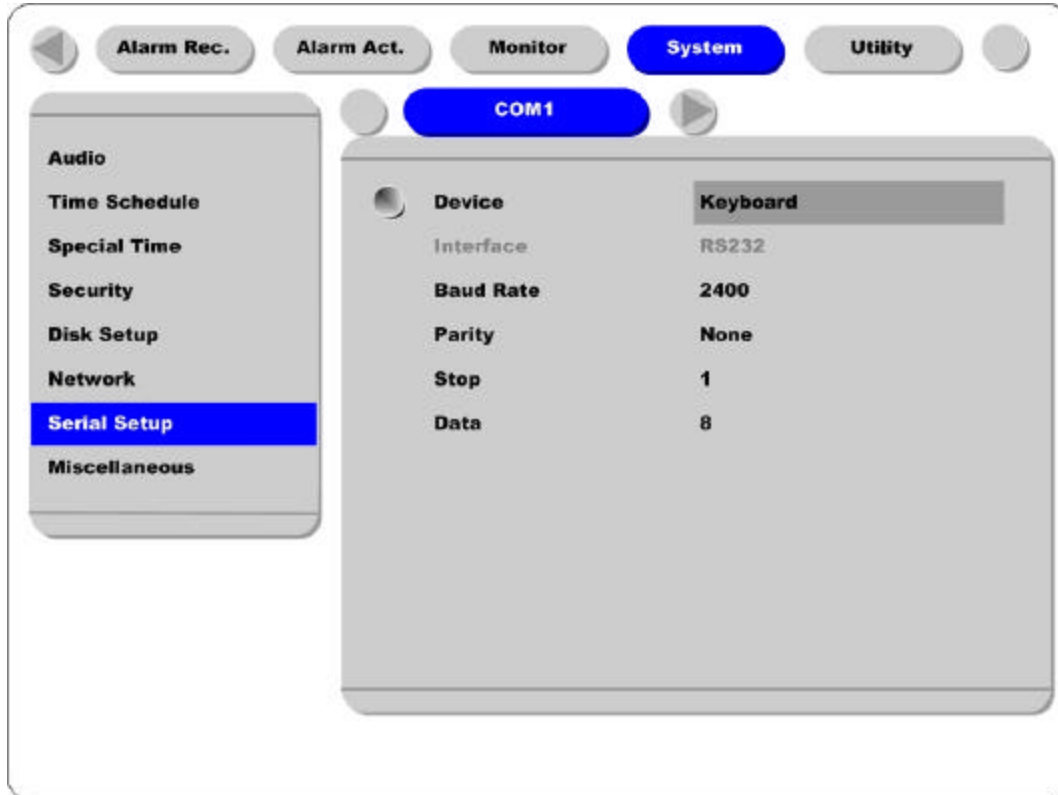 Alarm Rec. Alarm Act. Monitor System Utility
COM1
Audio
Time Schedule
Special Time
Security
Disk Setup
Network
Serial Setup
Miscellaneous
Device Keyboard
Interface RS232
Baud Rate 2400
Parity None
Stop 1
Data 8